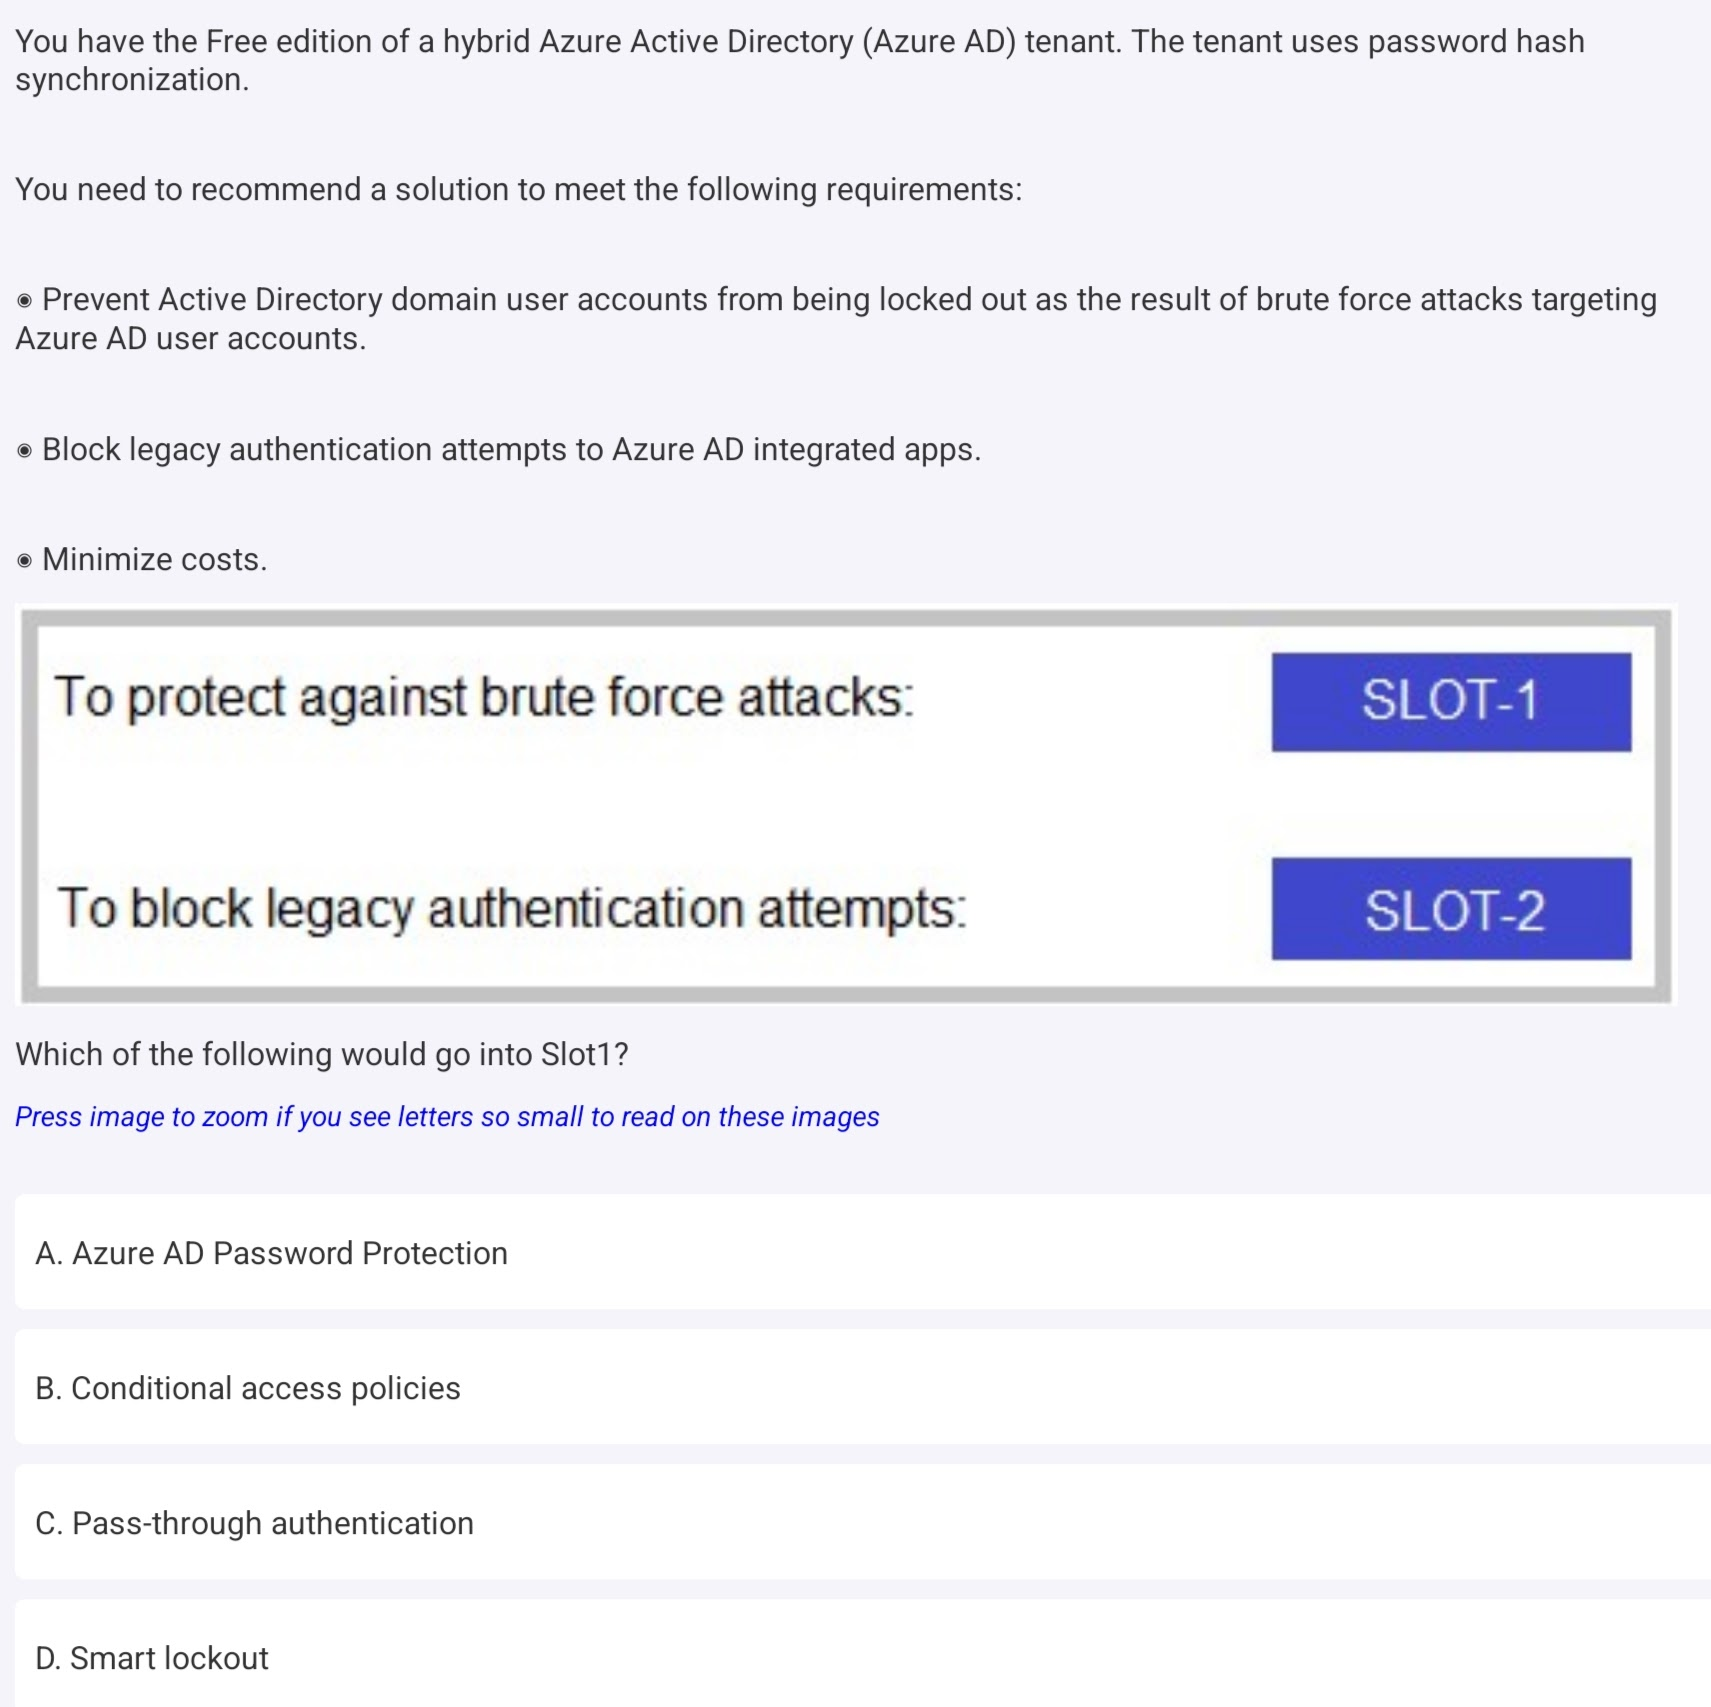 You have the Free edition of a hybrid Azure Active Directory (Azure AD) tenant. The tenant uses password hash
synchronization.
You need to recommend a solution to meet the following requirements:
◉ Prevent Active Directory domain user accounts from being locked out as the result of brute force attacks targeting
Azure AD user accounts.
◉ Block legacy authentication attempts to Azure AD integrated apps.
◉ Minimize costs.
To protect against brute force attacks: SLOT-1
To block legacy authentication attempts: SLOT-2
Which of the following would go into Slot1?
Press image to zoom if you see letters so small to read on these images
A. Azure AD Password Protection
B. Conditional access policies
C. Pass-through authentication
D. Smart lockout